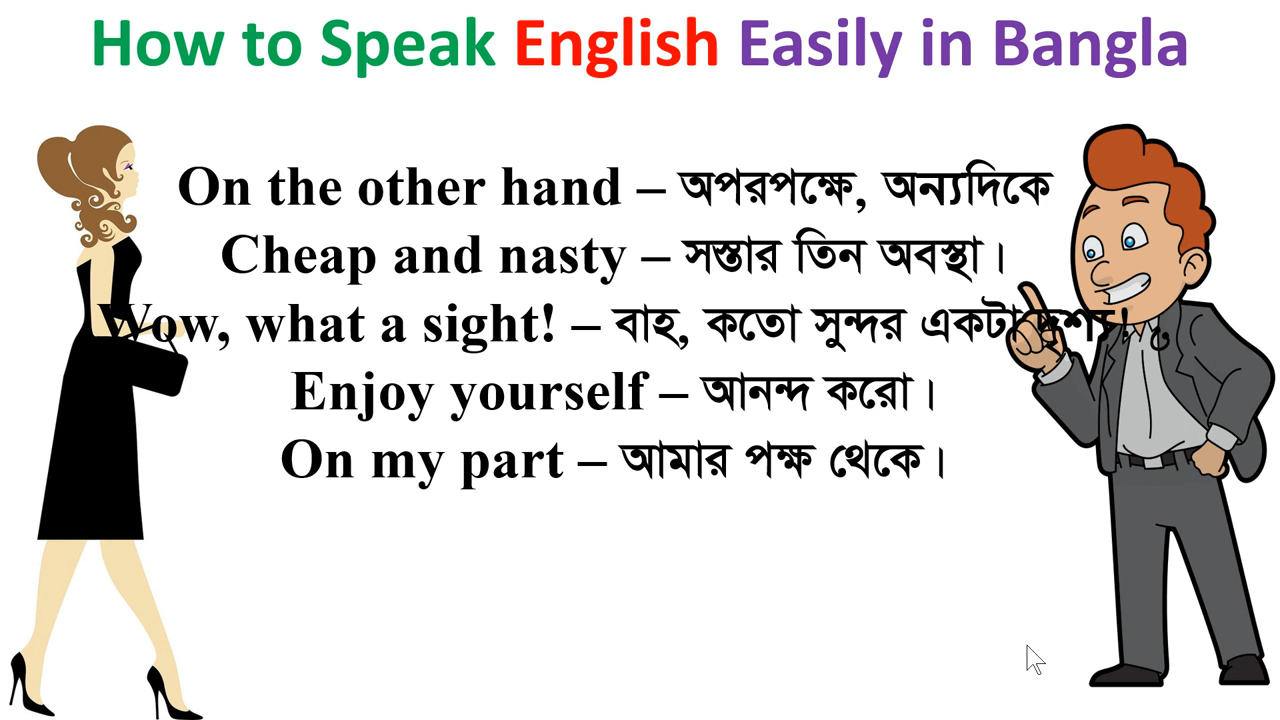 How to Speak English Easily in Bangla
On the other hand – অপরপক্ষে, অন্যদিকে
Cheap and nasty – সস্তার তিন অবস্থা।
Wow, what a sight! – বাহ, কতো সুন্দর একটা দৃশ্য!
Enjoy yourself – আনন্দ করো।
On my part – আমার পক্ষ থেকে।